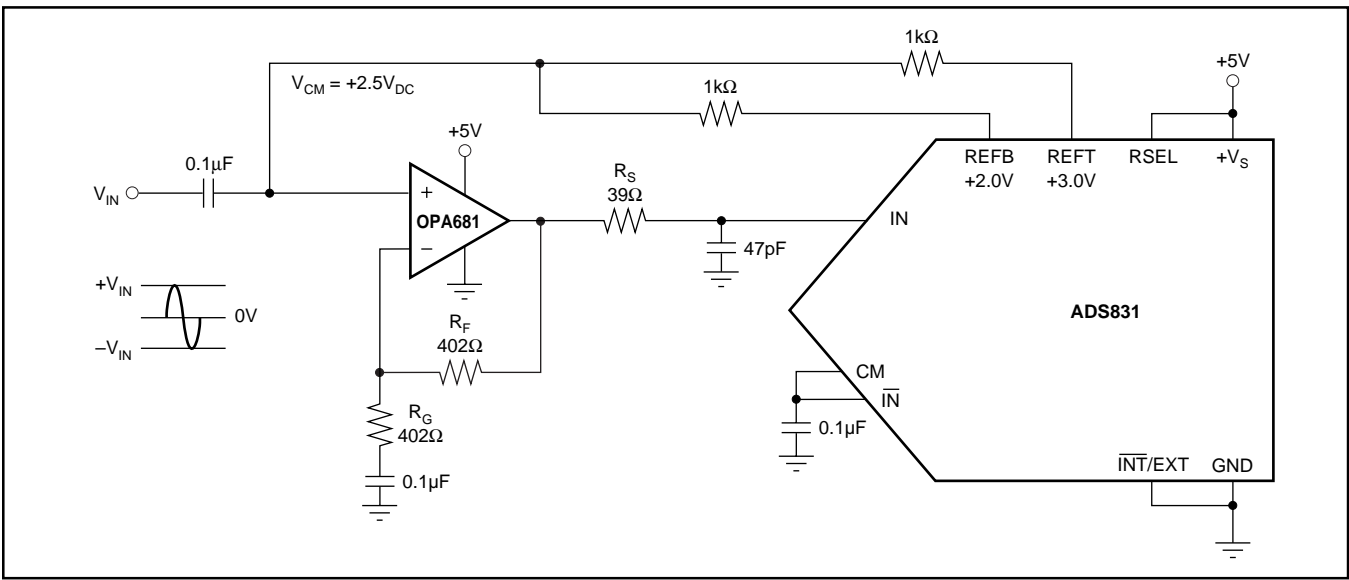 1kΩ
+5V
V_CM = +2.5V_DC
1kΩ
+5V
REFB
+2.0V
REFT
+3.0V
RSEL
+V_S
0.1µF
V_IN
+
OPA681
−
R_S
39Ω
IN
47pF
+V_IN
0V
−V_IN
ADS831
R_F
402Ω
CM
I̅N̅
R_G
402Ω
0.1µF
0.1µF
I̅N̅T̅/EXT
GND